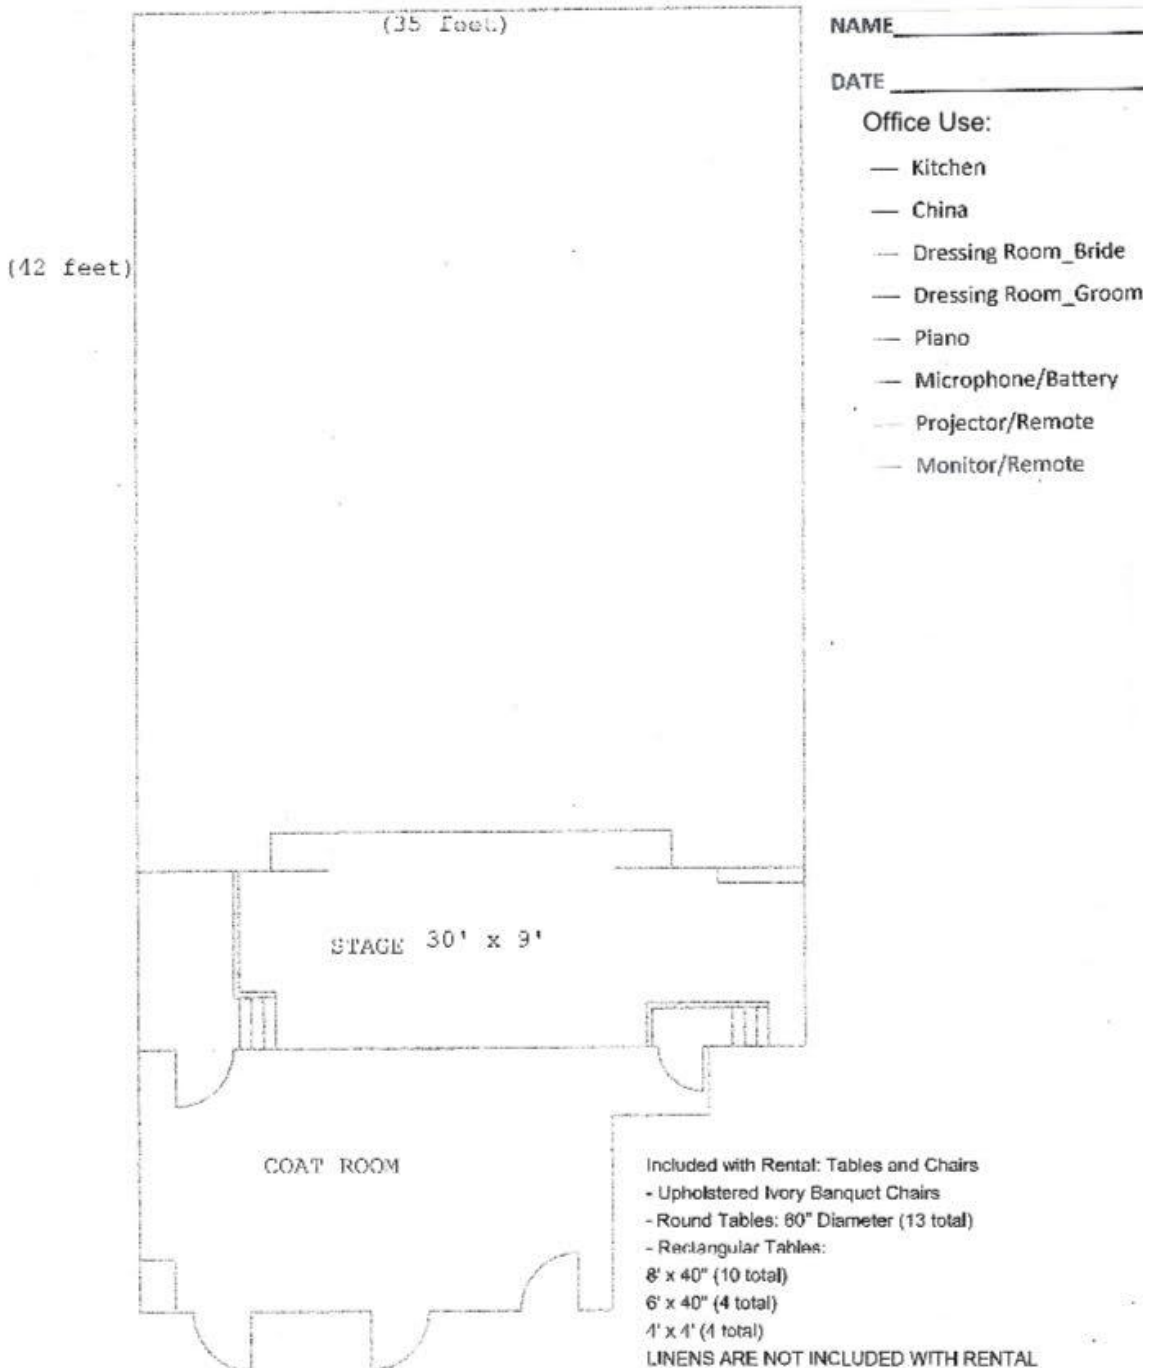 (35 feet)
NAME
DATE
Office Use:
Kitchen
China
Dressing Room_Bride
(42 feet)
Dressing Room_Groom
Piano
Microphone/Battery
Projector/Remote
Monitor/Remote
STAGE 30' x 9'
COAT ROOM
Included with Rental: Tables and Chairs
- Upholstered Ivory Banquet Chairs
- Round Tables: 60" Diameter (13 total)
- Rectangular Tables:
8' x 40" (10 total)
6' x 40" (4 total)
4' x 4' (4 total)
LINENS ARE NOT INCLUDED WITH RENTAL